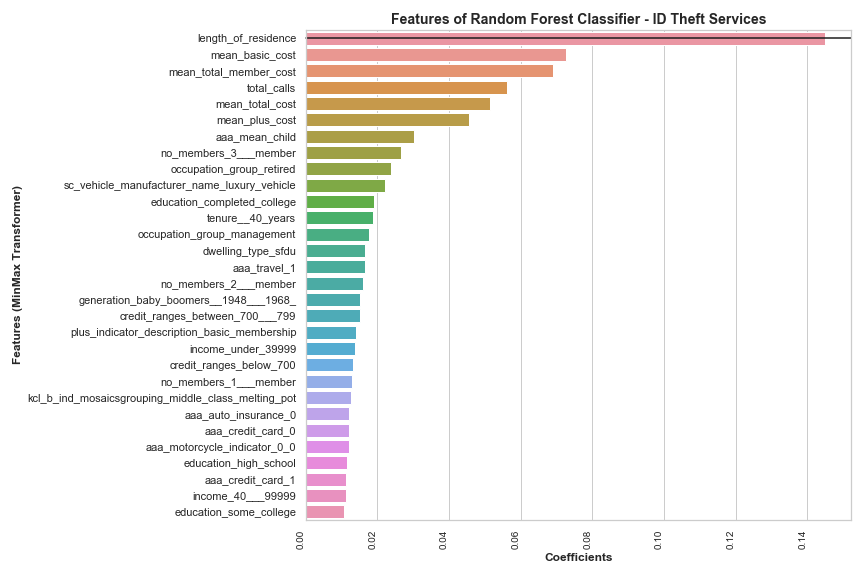 Features of Random Forest Classifier - ID Theft Services
Features (MinMax Transformer)
length_of_residence
mean_basic_cost
mean_total_member_cost
total_calls
mean_total_cost
mean_plus_cost
aaa_mean_child
no_members_3___member
occupation_group_retired
sc_vehicle_manufacturer_name_luxury_vehicle
education_completed_college
tenure__40_years
occupation_group_management
dwelling_type_sfdu
aaa_travel_1
no_members_2___member
generation_baby_boomers__1948___1968_
credit_ranges_between_700___799
plus_indicator_description_basic_membership
income_under_39999
credit_ranges_below_700
no_members_1___member
kcl_b_ind_mosaicsgrouping_middle_class_melting_pot
aaa_auto_insurance_0
aaa_credit_card_0
aaa_motorcycle_indicator_0_0
education_high_school
aaa_credit_card_1
income_40___99999
education_some_college
0.00
0.02
0.04
0.06
0.08
0.10
0.12
0.14
Coefficients